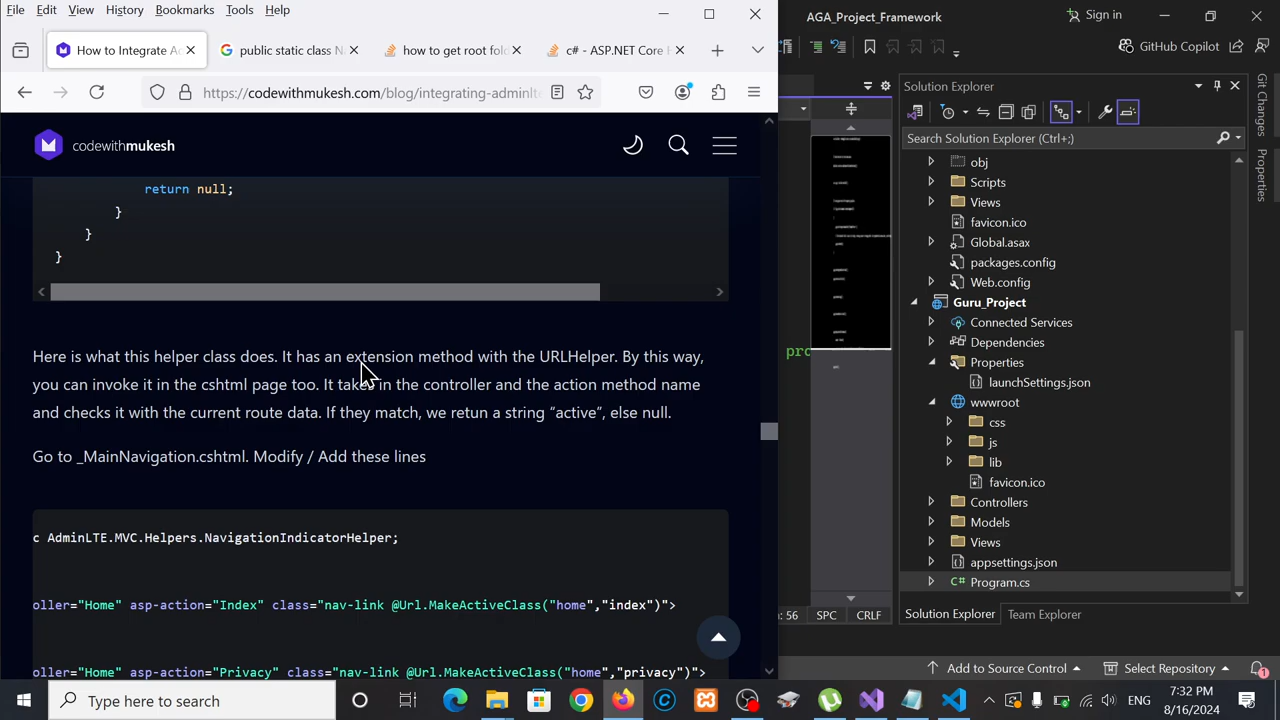 File Edit View History Bookmarks Tools Help
How to Integrate Ad
public static class N
how to get root fol
c# - ASP.NET Core
https://codewithmukesh.com/blog/integrating-adminlte
codewithmukesh
return null;
}
}
}
Here is what this helper class does. It has an extension method with the URLHelper. By this way,
you can invoke it in the cshtml page too. It takes in the controller and the action method name
and checks it with the current route data. If they match, we retun a string “active”, else null.
Go to _MainNavigation.cshtml. Modify / Add these lines
c AdminLTE.MVC.Helpers.NavigationIndicatorHelper;
oller="Home" asp-action="Index" class="nav-link @Url.MakeActiveClass("home","index")">
oller="Home" asp-action="Privacy" class="nav-link @Url.MakeActiveClass("home","privacy")">
AGA_Project_Framework
Sign in
GitHub Copilot
Solution Explorer
Search Solution Explorer (Ctrl+;)
obj
Scripts
Views
favicon.ico
Global.asax
packages.config
Web.config
Guru_Project
Connected Services
Dependencies
Properties
launchSettings.json
wwwroot
css
js
lib
favicon.ico
Controllers
Models
Views
appsettings.json
C# Program.cs
Solution Explorer Team Explorer
Git Changes
Properties
pro
: 56 SPC CRLF
Add to Source Control
Select Repository
1
Type here to search
ENG
7:32 PM
8/16/2024